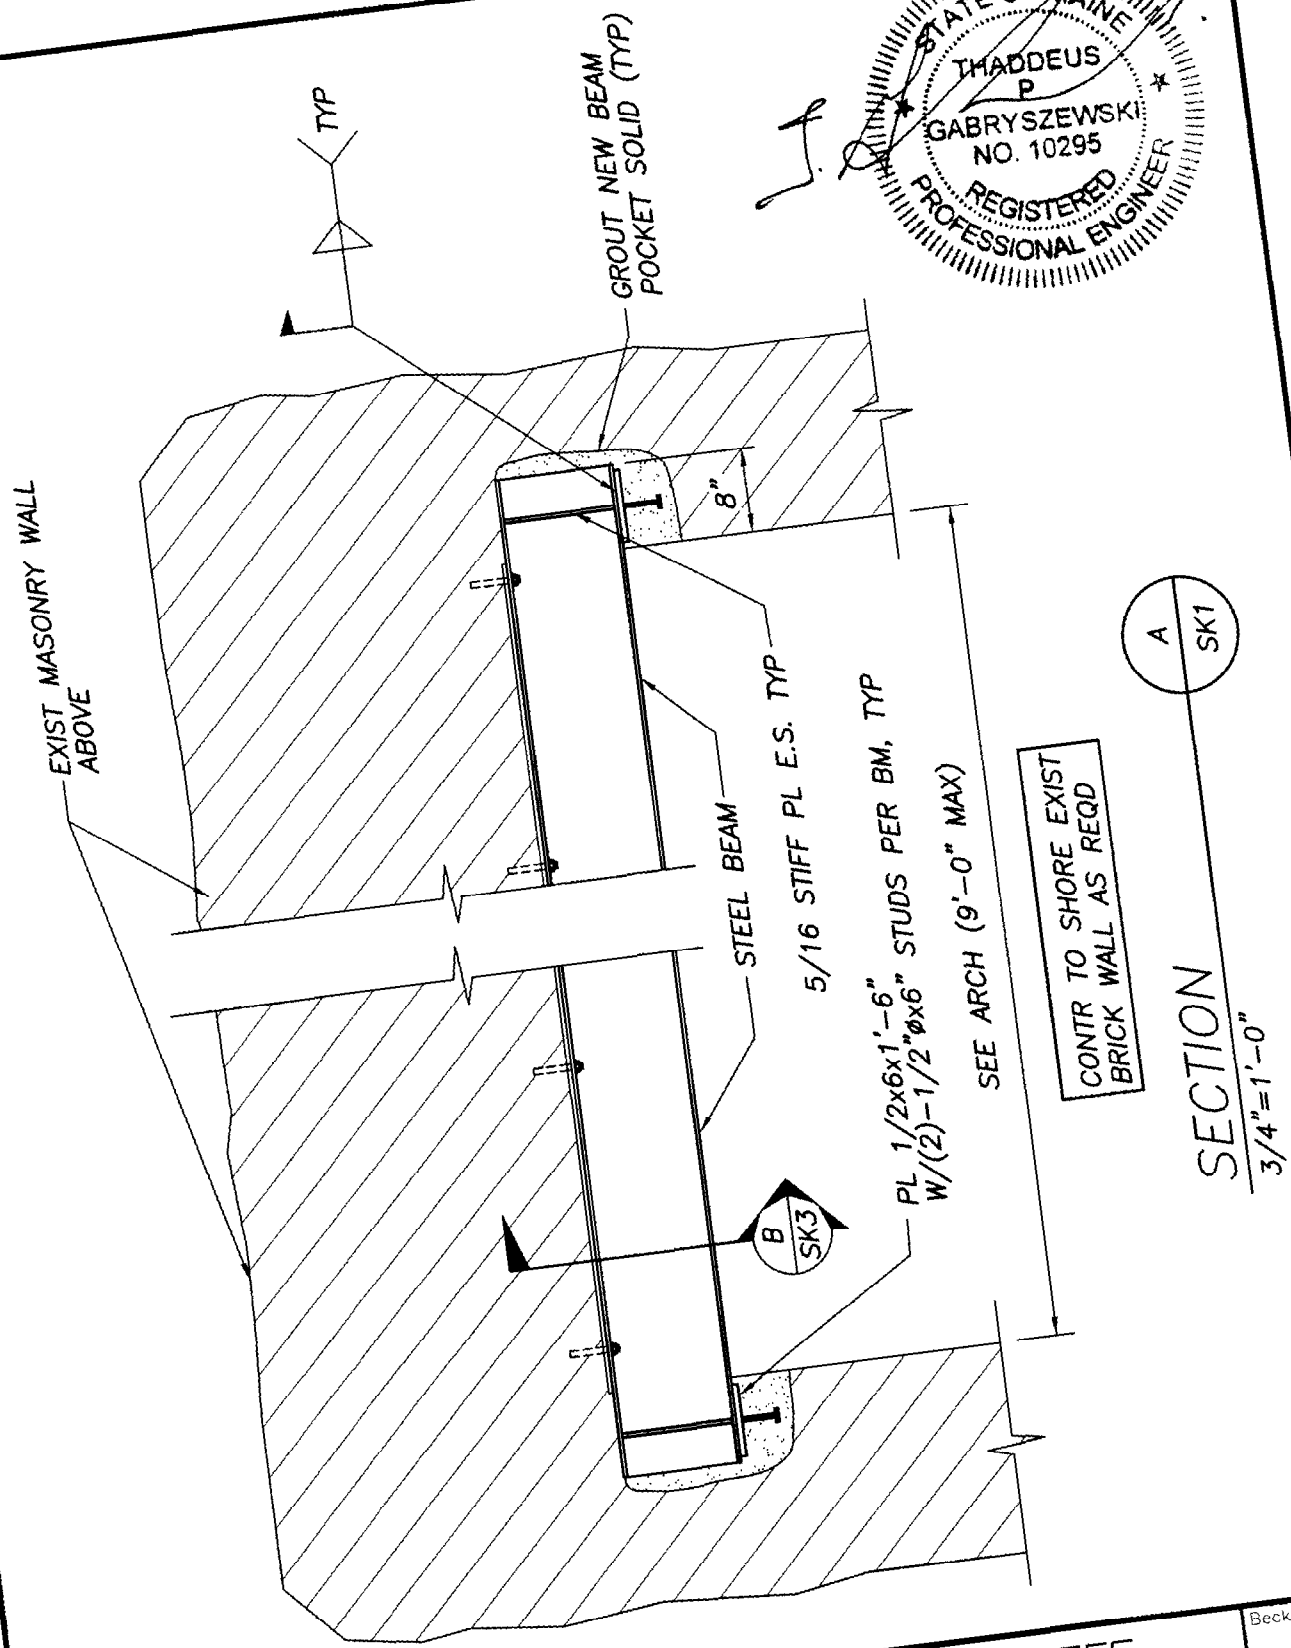 EXIST MASONRY WALL
ABOVE
TYP
GROUT NEW BEAM
POCKET SOLID (TYP)
8"
STEEL BEAM
5/16 STIFF PL E.S. TYP
B
SK3
PL 1/2x6x1'-6"
W/(2)-1/2"øx6" STUDS PER BM, TYP
SEE ARCH (9'-0" MAX)
CONTR TO SHORE EXIST
BRICK WALL AS REQD
SECTION
3/4"=1'-0"
A
SK1
STATE
THADDEUS
P
GABRYSZEWSKI
NO. 10295
REGISTERED
PROFESSIONAL ENGINEER
Beck